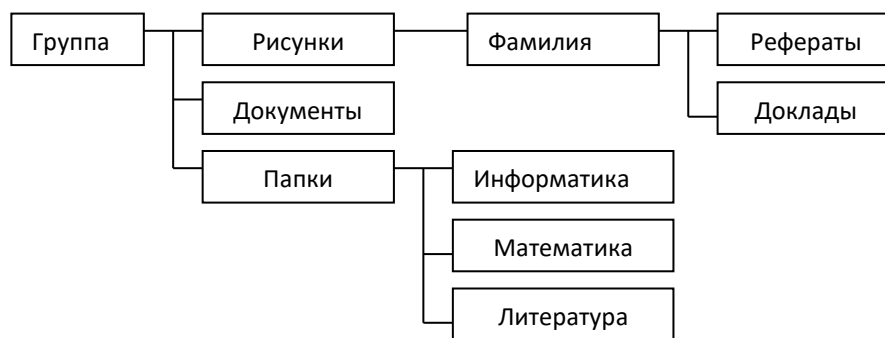 Группа
Рисунки
Фамилия
Рефераты
Документы
Доклады
Папки
Информатика
Математика
Литература